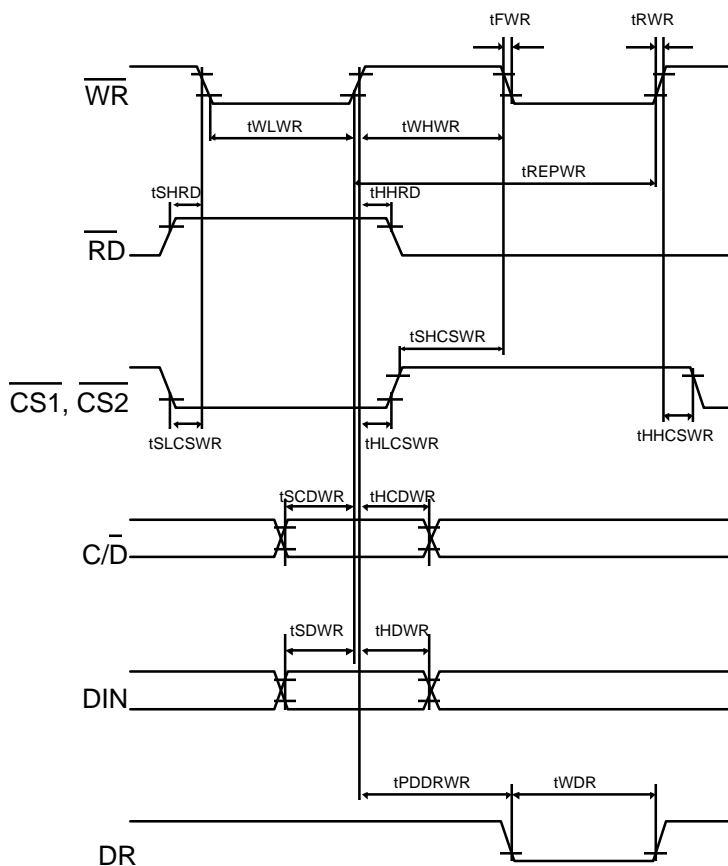 tFWR tRWR
WR
tWLWR tWHWR
tREPWR
tSHRD tHHRD
RD
tSHCSWR
CS1, CS2
tSLCSWR tHLCSWR tHHCSWR
tSCDWR tHCDWR
C/D
tSDWR tHDWR
DIN
tPDDRWR tWDR
DR